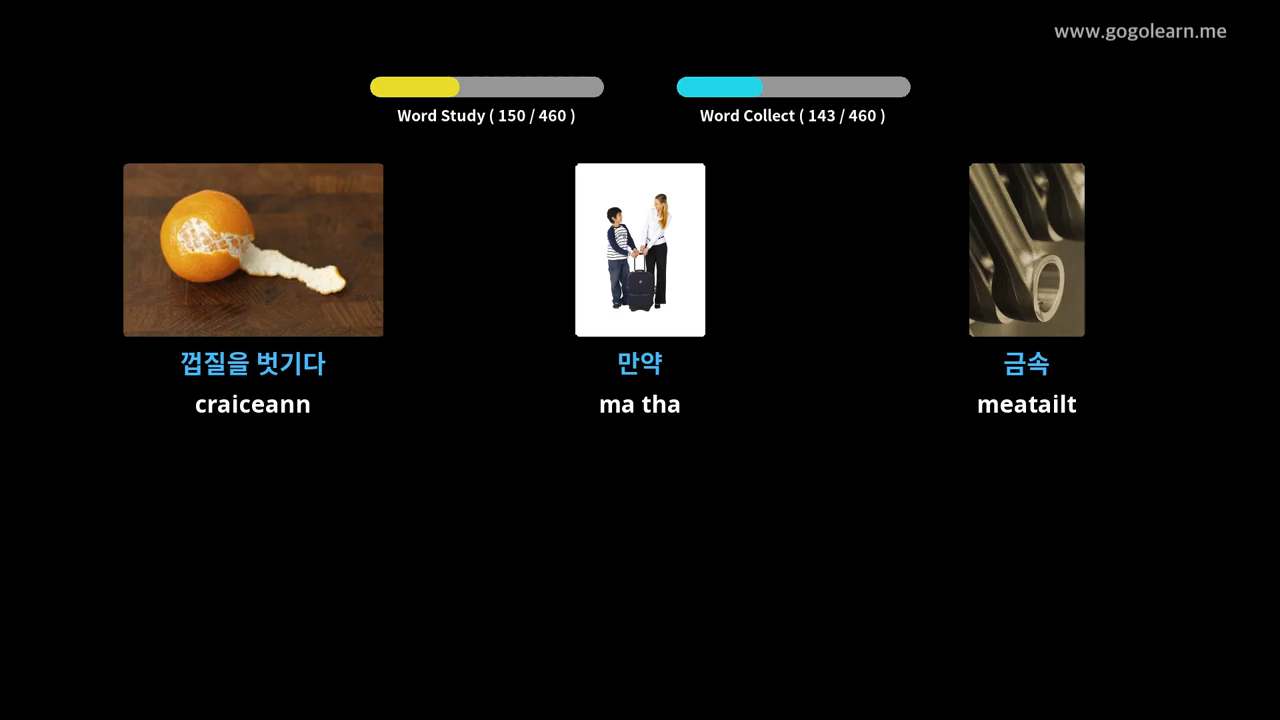 www.gogolearn.me
Word Study ( 150 / 460 )
Word Collect ( 143 / 460 )
껍질을 벗기다
만약
금속
craiceann
ma tha
meatailt